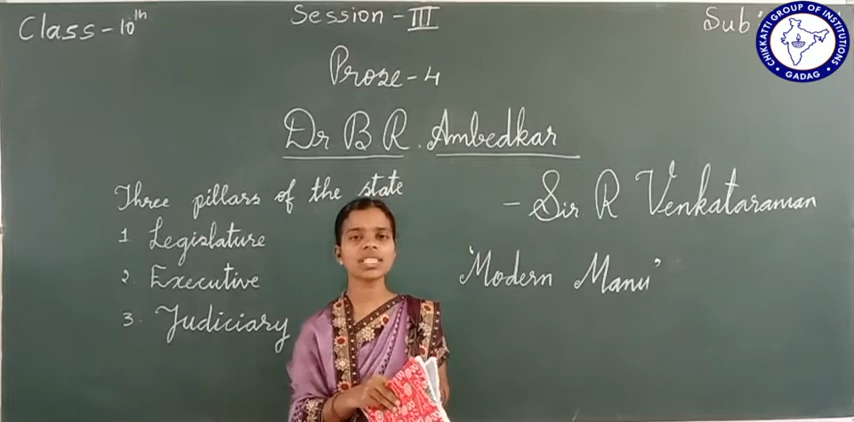 Class-10th
Session-III
Sub
CHIKKATTI GROUP OF INSTITUTIONS
GADAG
Prose-4
Dr B R. Ambedkar
- Sir R Venkataraman
Three pillars of the state
1 Legislature
2. Executive
3. Judiciary
'Modern Manu'